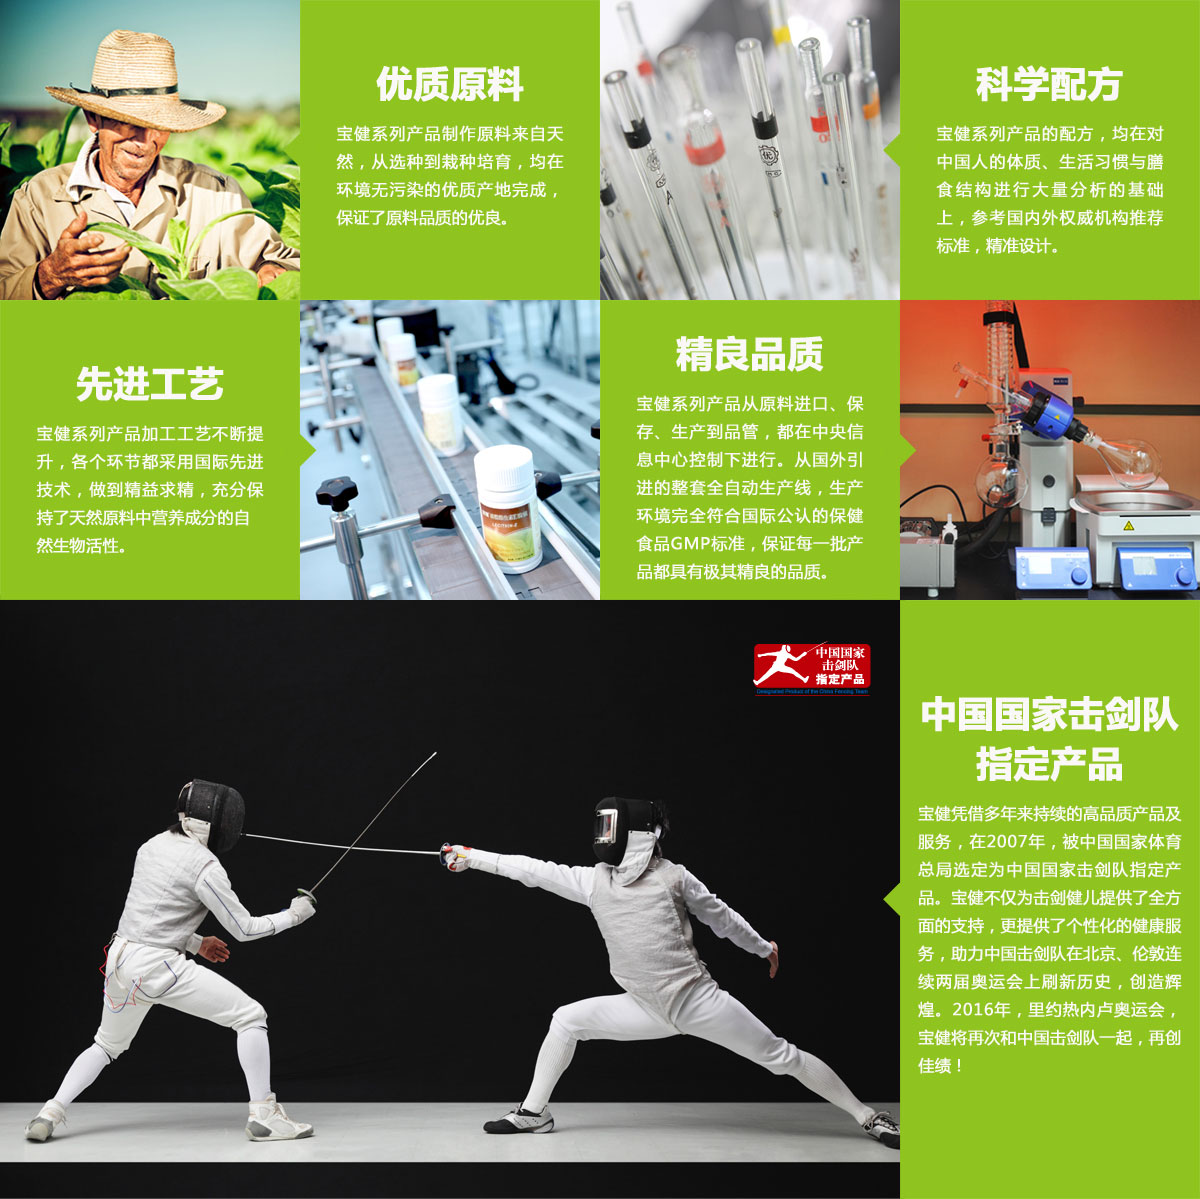 优质原料
宝健系列产品制作原料来自天
然，从选种到栽种培育，均在
环境无污染的优质产地完成，
保证了原料品质的优良。
科学配方
宝健系列产品的配方，均在对
中国人的体质、生活习惯与膳
食结构进行大量分析的基础
上，参考国内外权威机构推荐
标准，精准设计。
先进工艺
宝健系列产品加工工艺不断提
升，各个环节都采用国际先进
技术，做到精益求精，充分保
持了天然原料中营养成分的自
然生物活性。
精良品质
宝健系列产品从原料进口、保
存、生产到品管，都在中央信
息中心控制下进行。从国外引
进的整套全自动生产线，生产
环境完全符合国际公认的保健
食品GMP标准，保证每一批产
品都具有极其精良的品质。
中国国家
击剑队
指定产品
Designated Product of the China Fencing Team
中国国家击剑队
指定产品
宝健凭借多年来持续的高品质产品及
服务，在2007年，被中国国家体育
总局选定为中国国家击剑队指定产
品。宝健不仅为击剑健儿提供了全方
面的支持，更提供了个性化的健康服
务，助力中国击剑队在北京、伦敦连
续两届奥运会上刷新历史，创造辉
煌。2016年，里约热内卢奥运会，
宝健将再次和中国击剑队一起，再创
佳绩！